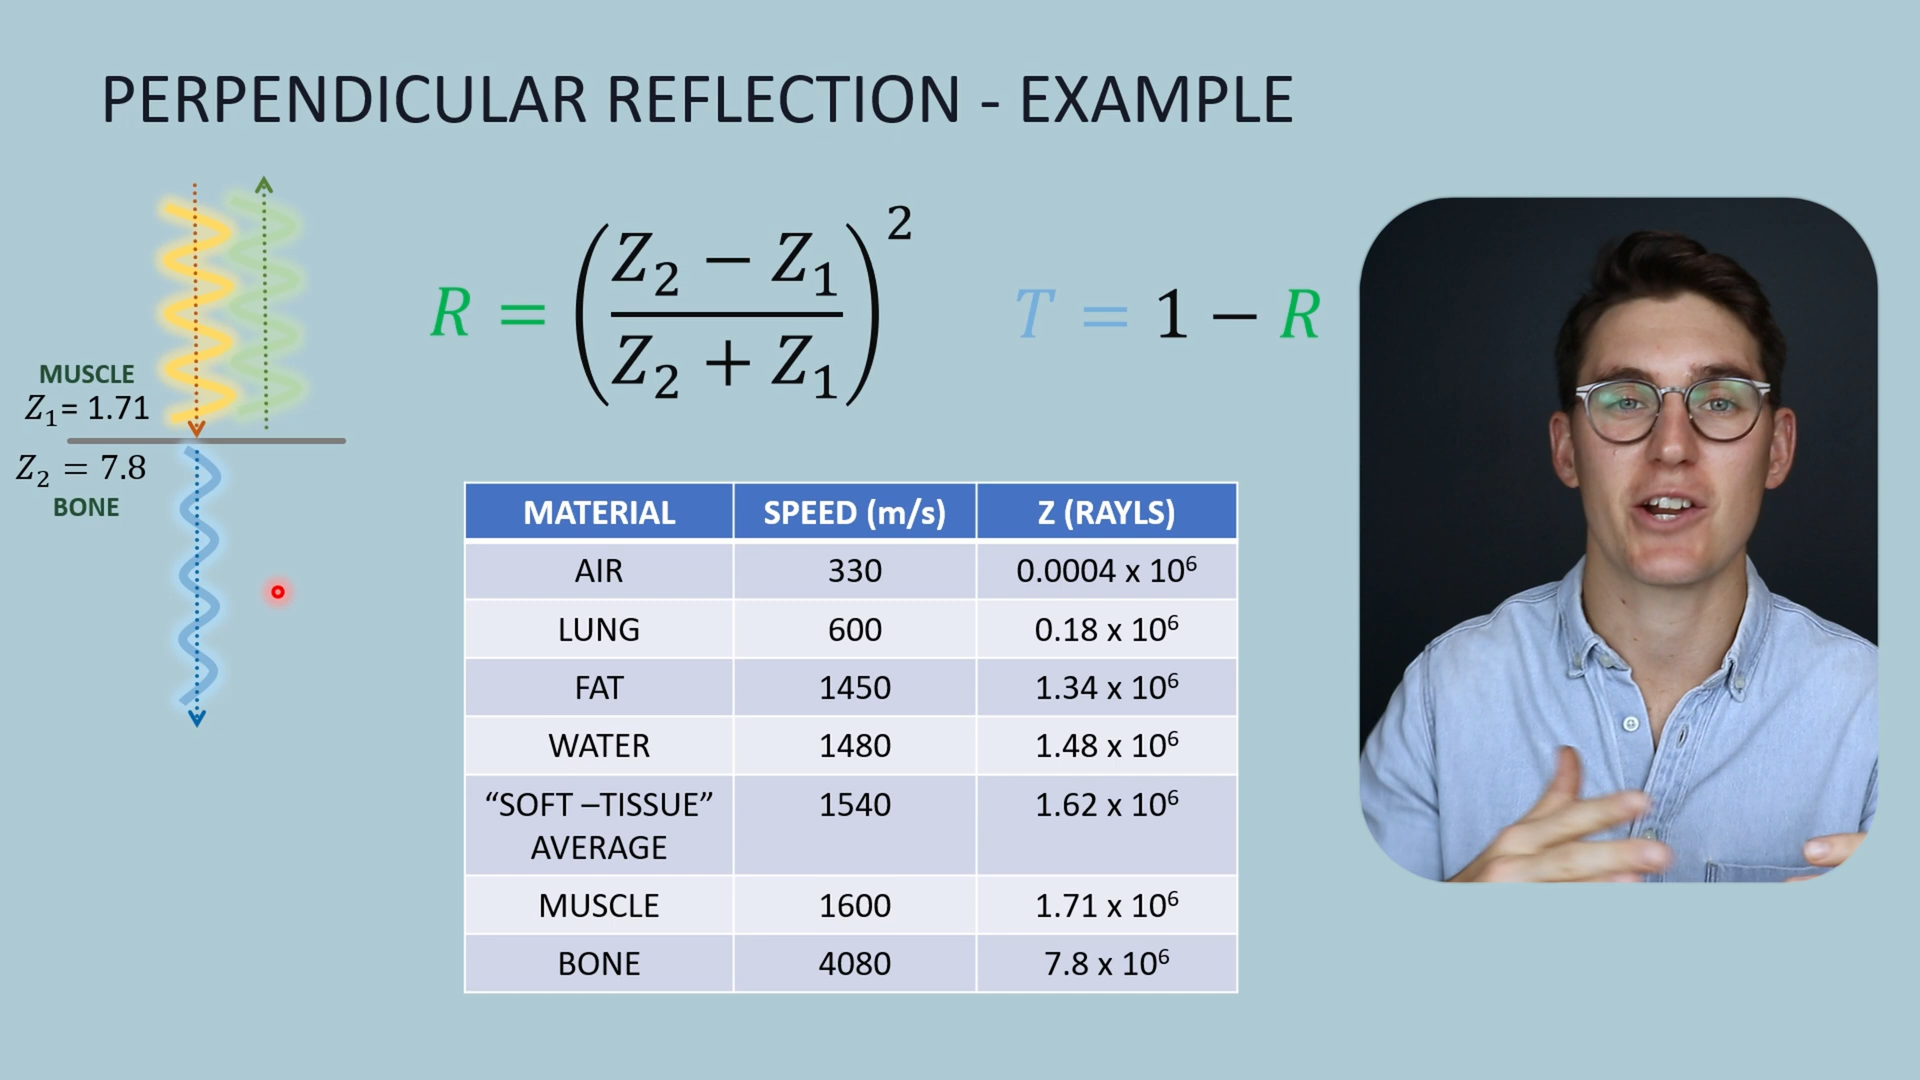 PERPENDICULAR REFLECTION - EXAMPLE
MUSCLE
Z₁= 1.71
Z₂ = 7.8
BONE
R = ((Z₂ − Z₁)/(Z₂ + Z₁))²
T = 1 − R
MATERIAL SPEED (m/s) Z (RAYLS)
AIR 330 0.0004 x 10⁶
LUNG 600 0.18 x 10⁶
FAT 1450 1.34 x 10⁶
WATER 1480 1.48 x 10⁶
“SOFT –TISSUE” 1540 1.62 x 10⁶
AVERAGE
MUSCLE 1600 1.71 x 10⁶
BONE 4080 7.8 x 10⁶